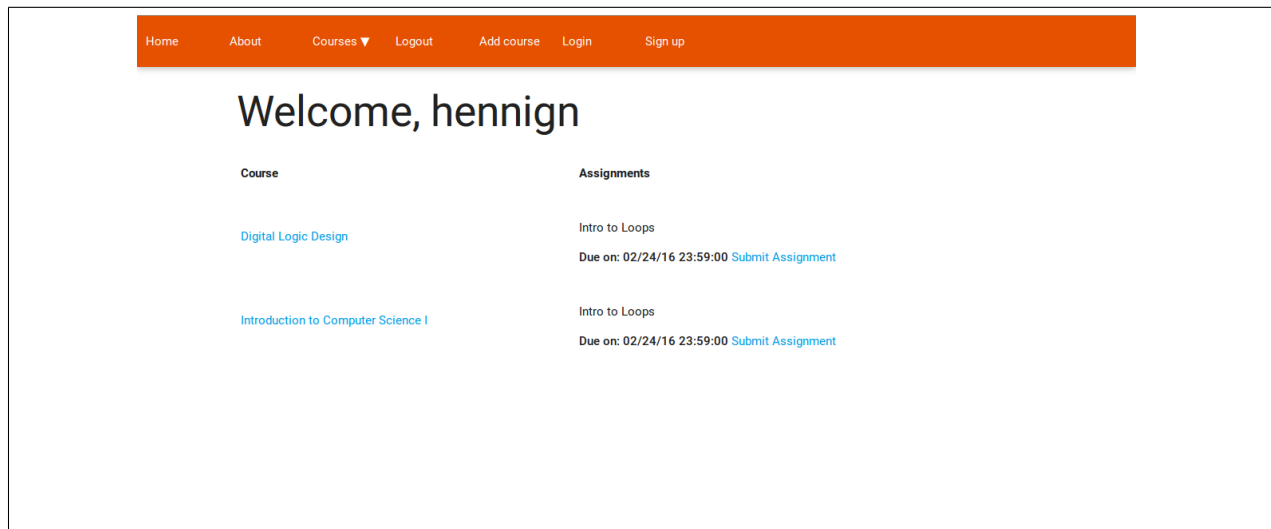 Home About Courses ▼ Logout Add course Login Sign up
Welcome, hennign
Course Assignments
Digital Logic Design
Intro to Loops
Due on: 02/24/16 23:59:00 Submit Assignment
Introduction to Computer Science I
Intro to Loops
Due on: 02/24/16 23:59:00 Submit Assignment